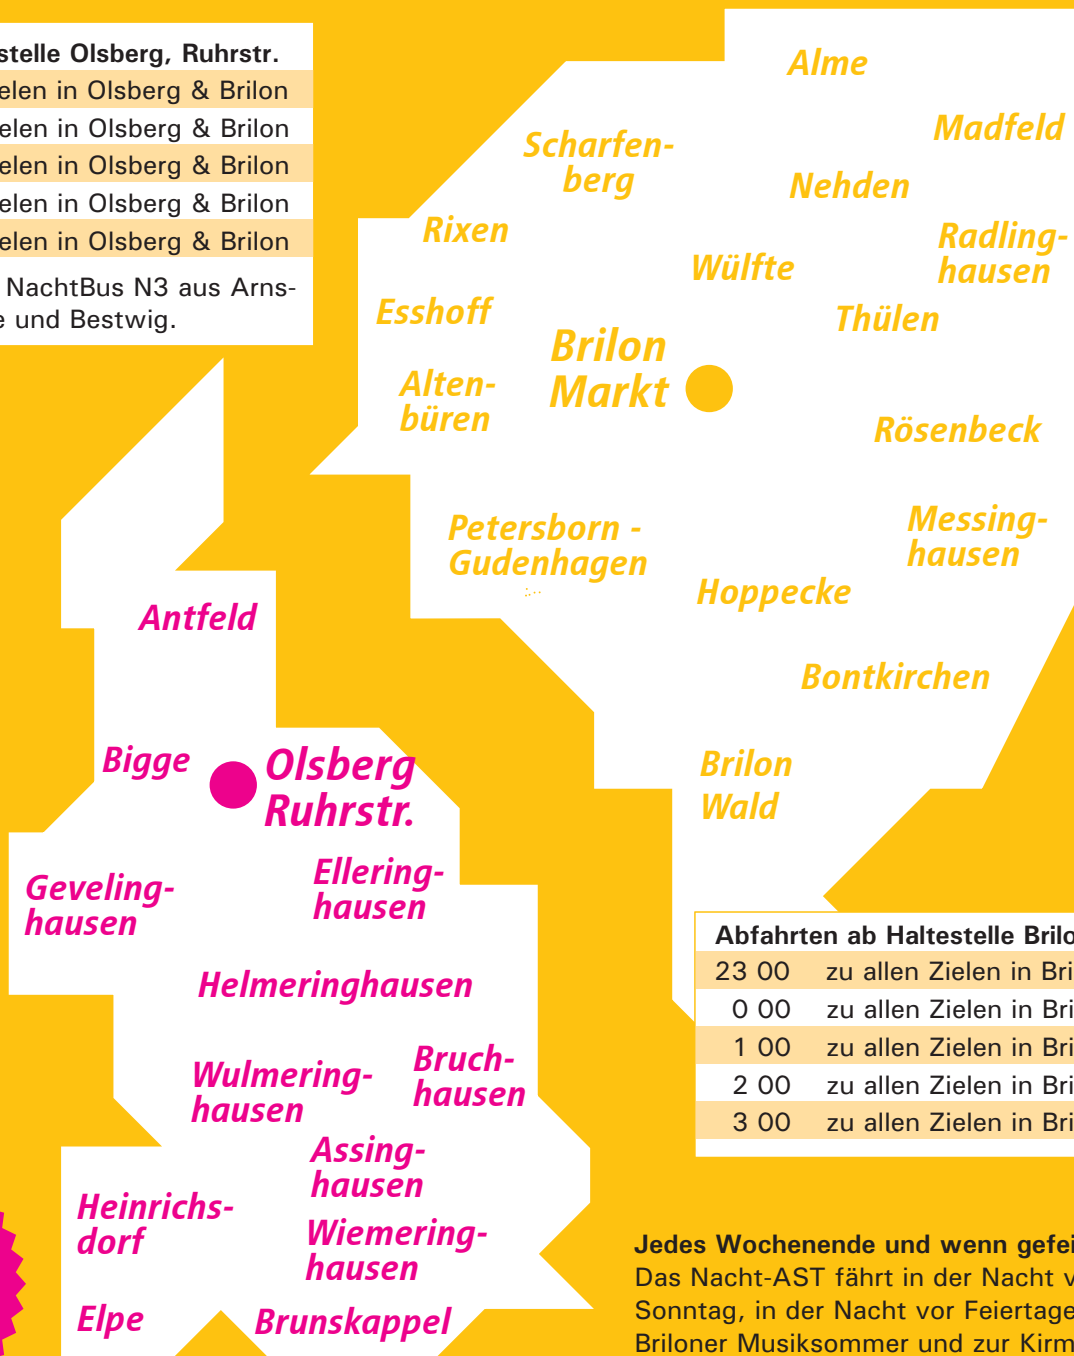 stelle Olsberg, Ruhrstr.
elen in Olsberg & Brilon
elen in Olsberg & Brilon
elen in Olsberg & Brilon
elen in Olsberg & Brilon
elen in Olsberg & Brilon
NachtBus N3 aus Arns-
e und Bestwig.
Alme
Madfeld
Scharfen-
berg
Nehden
Rixen
Radling-
hausen
Wülfte
Esshoff
Thülen
Brilon
Markt
Alten-
büren
Rösenbeck
Petersborn -
Gudenhagen
Messing-
hausen
Hoppecke
Bontkirchen
Brilon
Wald
Antfeld
Bigge
Olsberg
Ruhrstr.
Geveling-
hausen
Ellering-
hausen
Helmeringhausen
Wulmering-
hausen
Bruch-
hausen
Assing-
hausen
Heinrichs-
dorf
Wiemering-
hausen
Elpe
Brunskappel
Abfahrten ab Haltestelle Brilo
23 00 zu allen Zielen in Bri
0 00 zu allen Zielen in Bri
1 00 zu allen Zielen in Bri
2 00 zu allen Zielen in Bri
3 00 zu allen Zielen in Bri
Jedes Wochenende und wenn gefei
Das Nacht-AST fährt in der Nacht v
Sonntag, in der Nacht vor Feiertage
Briloner Musiksommer und zur Kirm